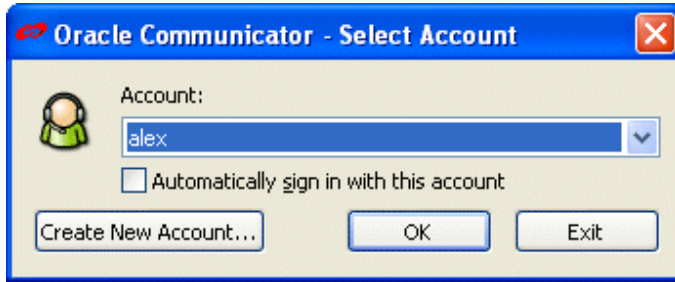 Oracle Communicator - Select Account
Account:
alex
Automatically sign in with this account
Create New Account... OK Exit